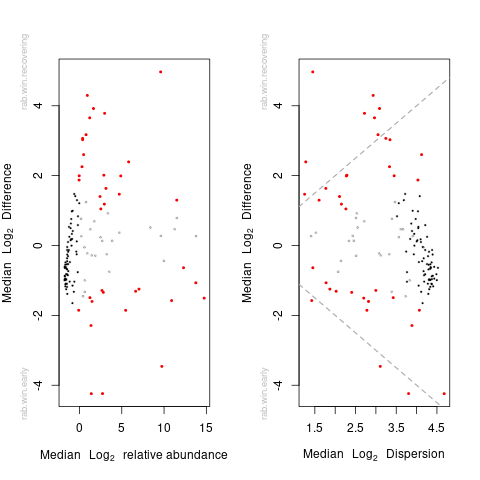 rab.win.recovering
rab.win.early
Median Log2 Difference
4
2
0
-2
-4
0
5
10
15
Median Log2 relative abundance
rab.win.recovering
rab.win.early
Median Log2 Difference
4
2
0
-2
-4
1.5
2.5
3.5
4.5
Median Log2 Dispersion